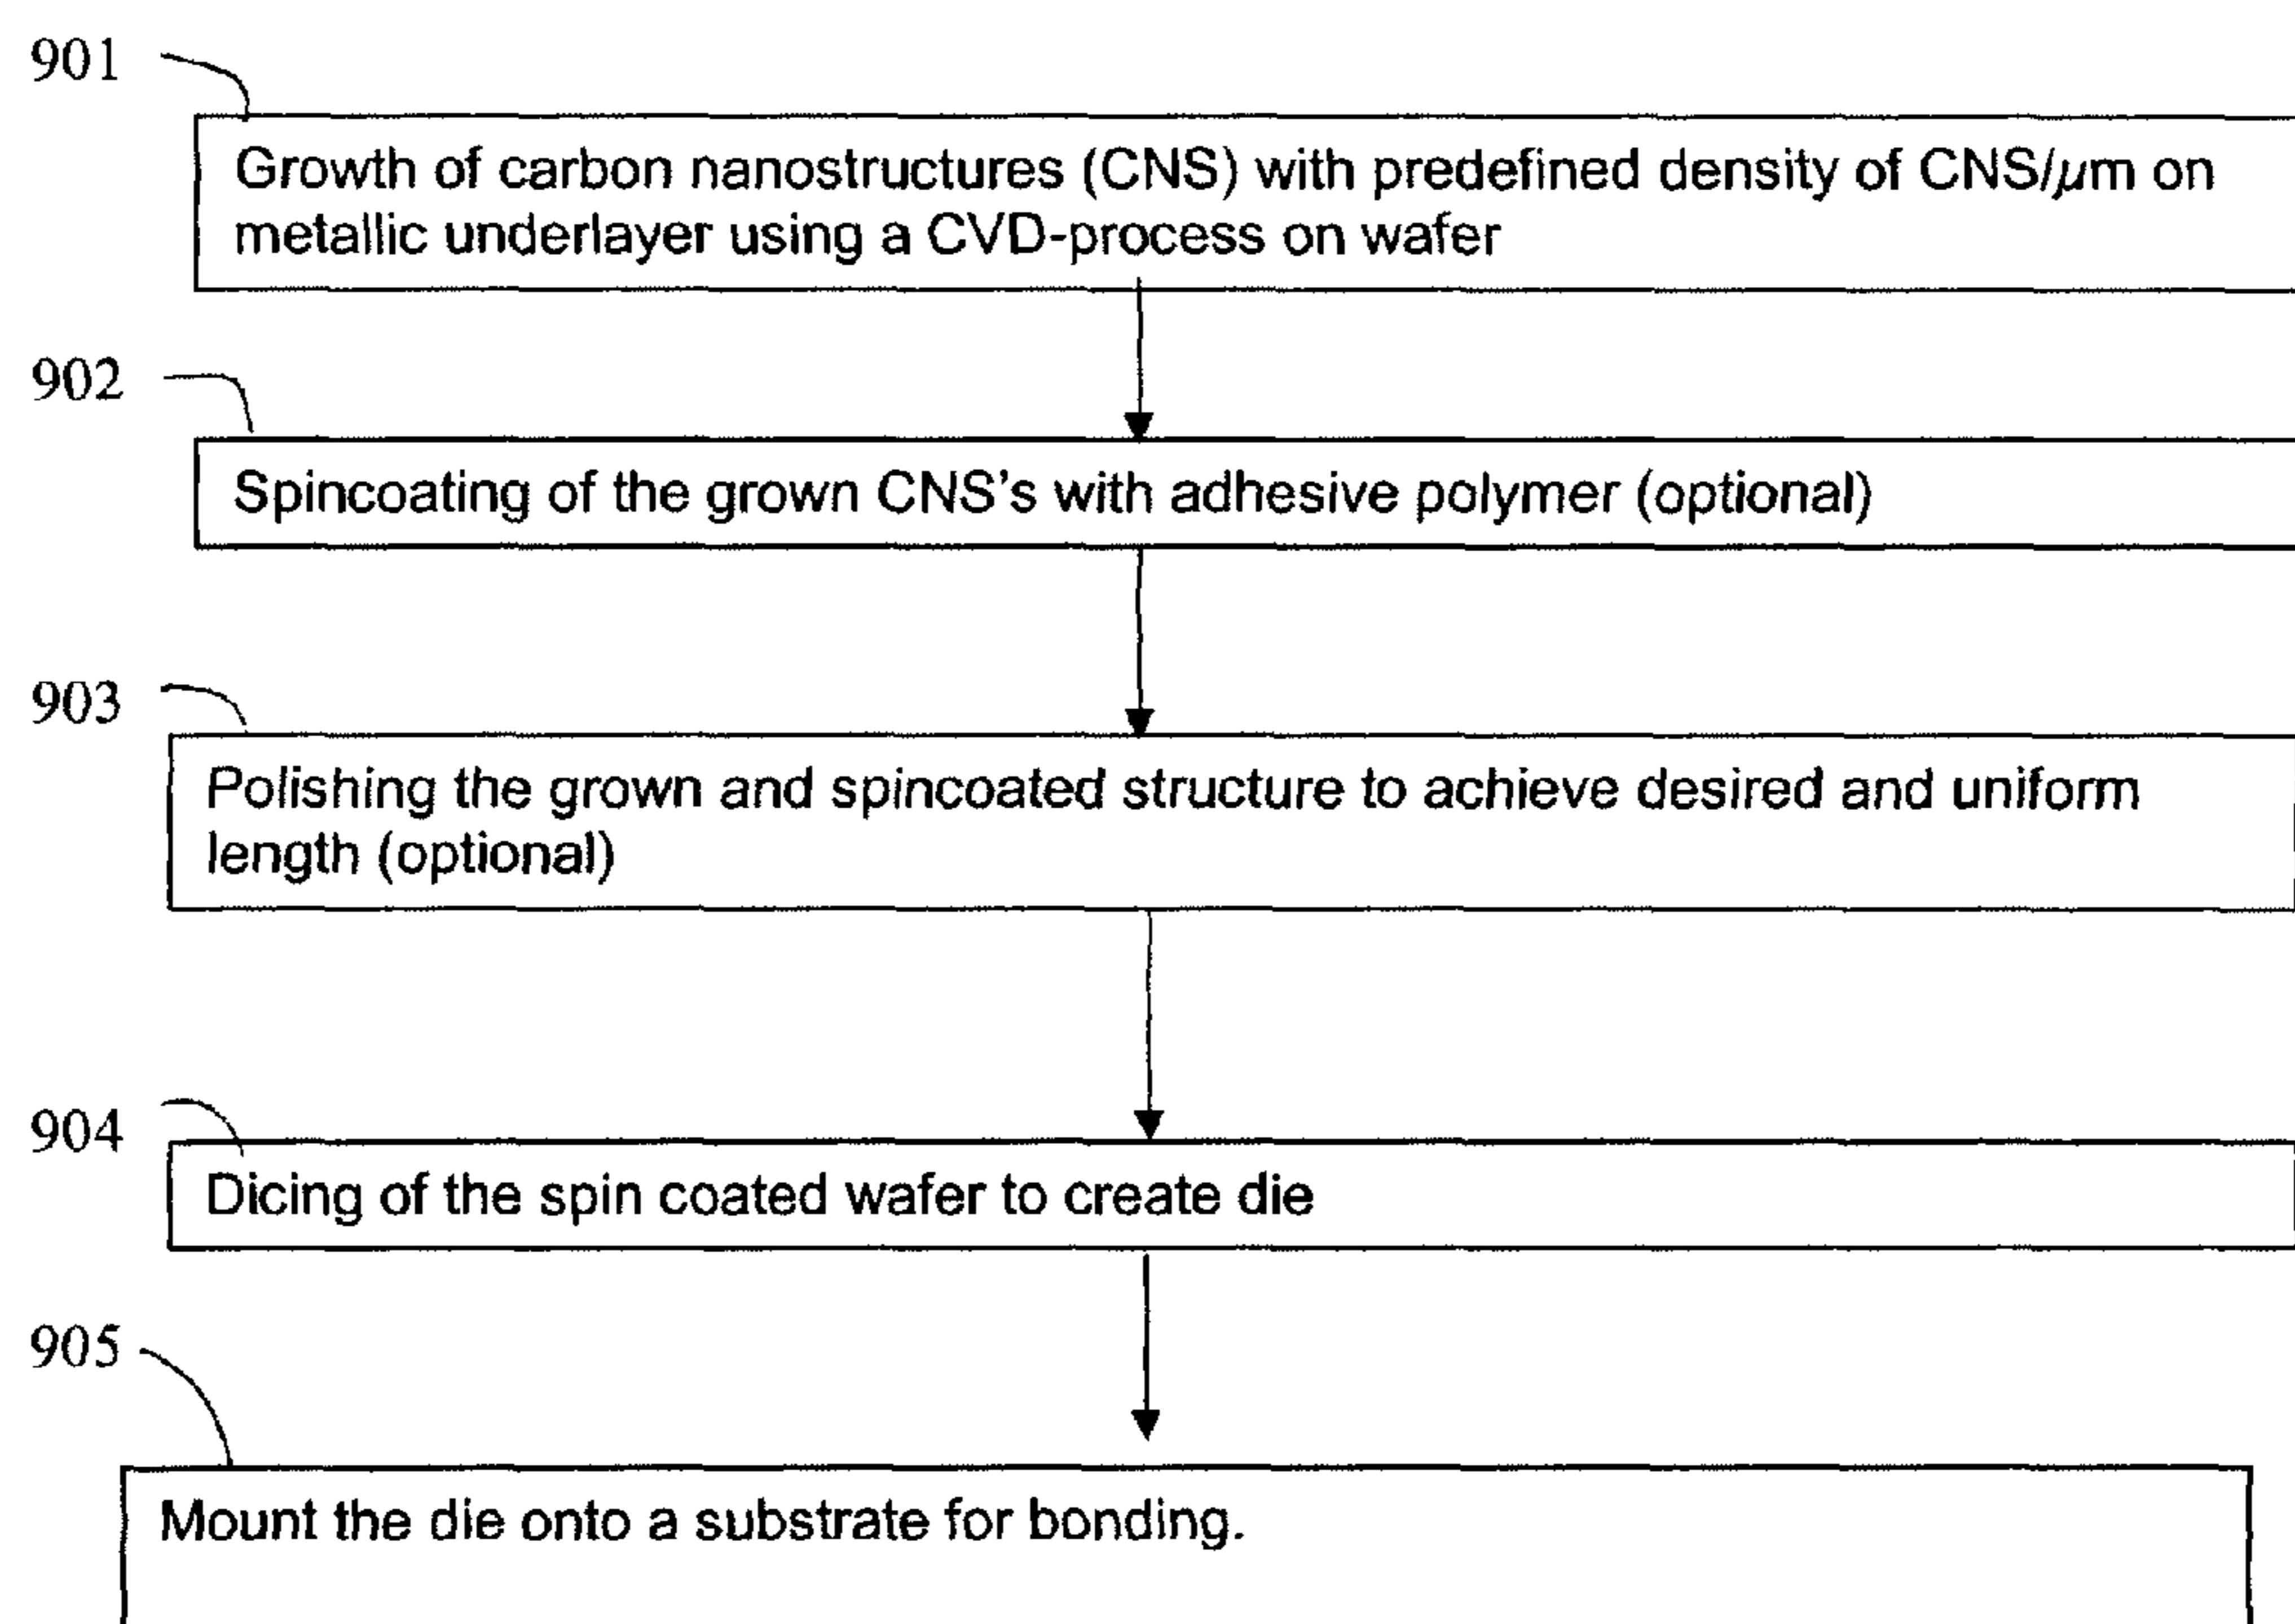 901
Growth of carbon nanostructures (CNS) with predefined density of CNS/µm on
metallic underlayer using a CVD-process on wafer
902
Spincoating of the grown CNS's with adhesive polymer (optional)
903
Polishing the grown and spincoated structure to achieve desired and uniform
length (optional)
904
Dicing of the spin coated wafer to create die
905
Mount the die onto a substrate for bonding.